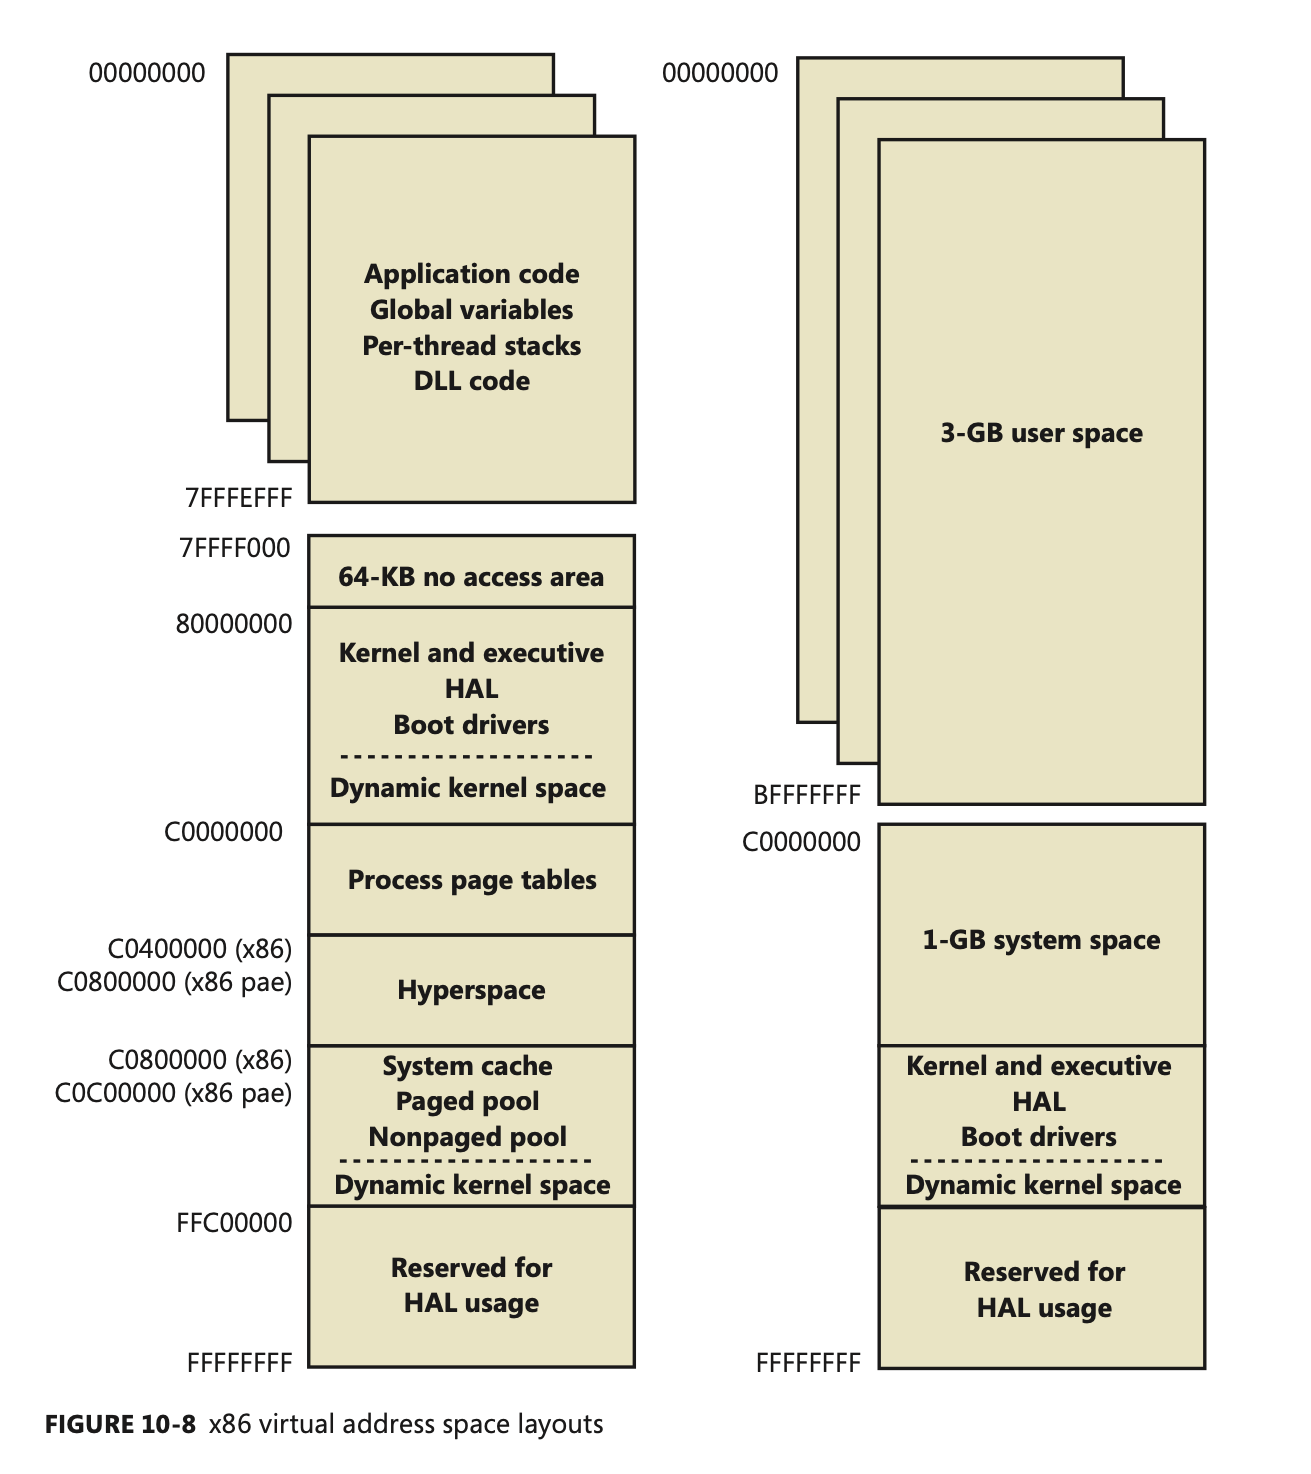 00000000
Application code
Global variables
Per-thread stacks
DLL code
7FFFEFFF
7FFFF000
64-KB no access area
80000000
Kernel and executive
HAL
Boot drivers
Dynamic kernel space
C0000000
Process page tables
C0400000 (x86)
C0800000 (x86 pae)
Hyperspace
C0800000 (x86)
C0C00000 (x86 pae)
System cache
Paged pool
Nonpaged pool
Dynamic kernel space
FFC00000
Reserved for
HAL usage
FFFFFFFF
00000000
3-GB user space
BFFFFFFF
C0000000
1-GB system space
Kernel and executive
HAL
Boot drivers
Dynamic kernel space
Reserved for
HAL usage
FFFFFFFF
FIGURE 10-8 x86 virtual address space layouts